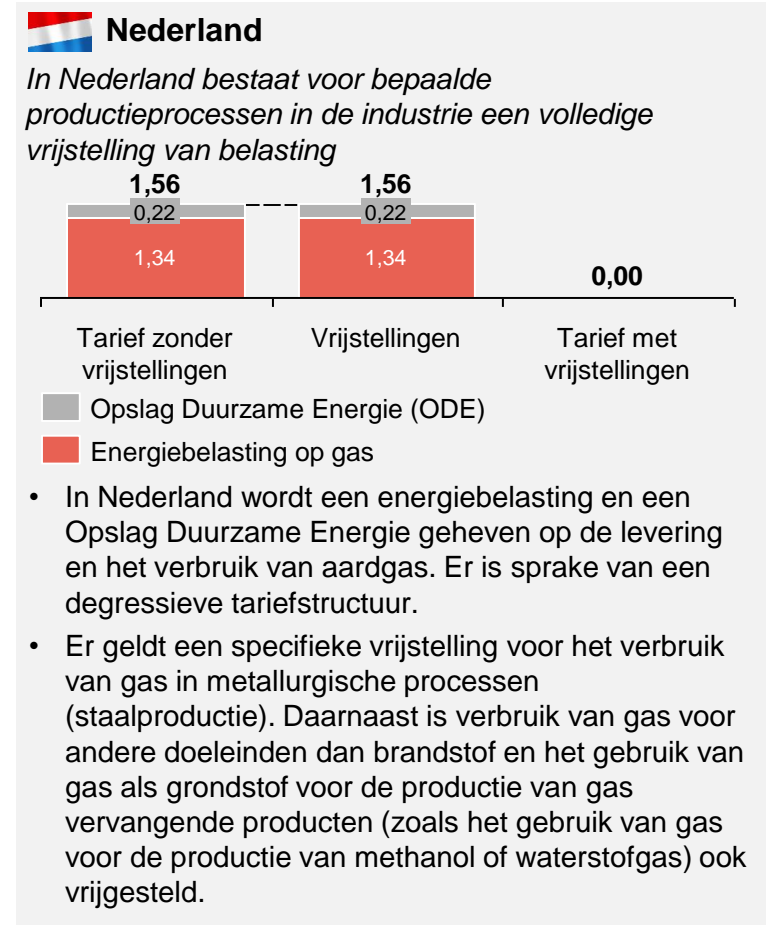 Nederland
In Nederland bestaat voor bepaalde
productieprocessen in de industrie een volledige
vrijstelling van belasting
1,56 1,56
0,22 0,22
1,34 1,34
0,00
Tarief zonder vrijstellingen
Vrijstellingen
Tarief met vrijstellingen
Opslag Duurzame Energie (ODE)
Energiebelasting op gas
• In Nederland wordt een energiebelasting en een
Opslag Duurzame Energie geheven op de levering
en het verbruik van aardgas. Er is sprake van een
degressieve tariefstructuur.
• Er geldt een specifieke vrijstelling voor het verbruik
van gas in metallurgische processen
(staalproductie). Daarnaast is verbruik van gas voor
andere doeleinden dan brandstof en het gebruik van
gas als grondstof voor de productie van gas
vervangende producten (zoals het gebruik van gas
voor de productie van methanol of waterstofgas) ook
vrijgesteld.